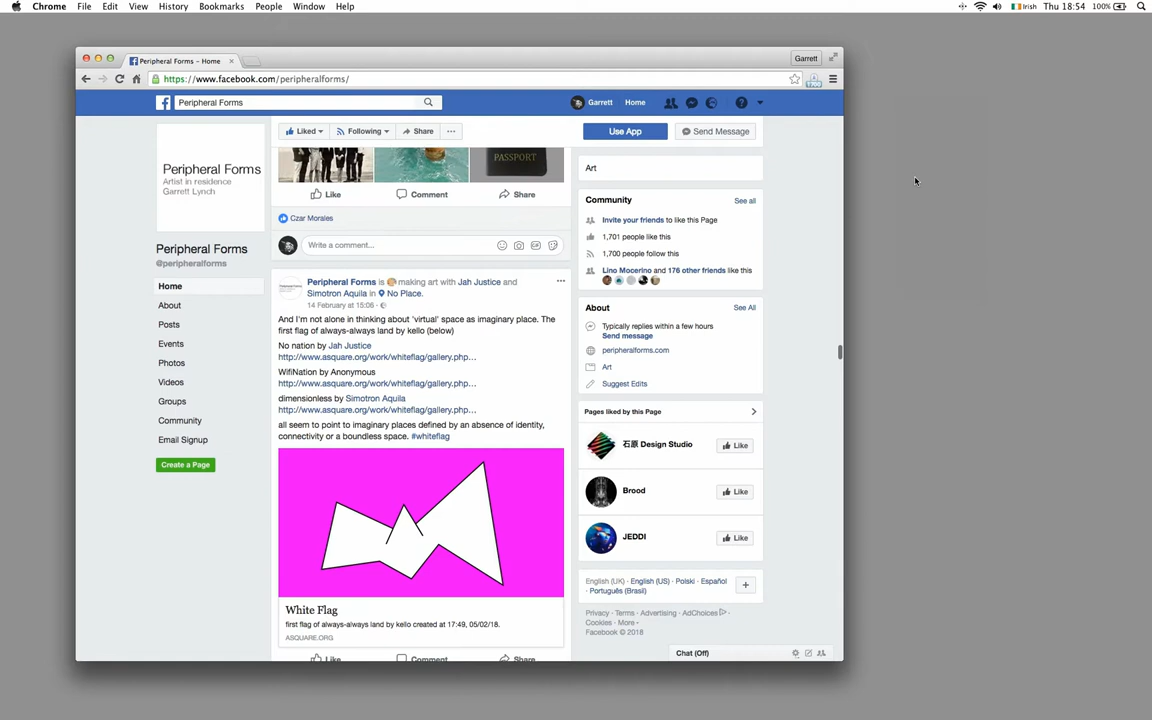 Chrome File Edit View History Bookmarks People Window Help
Irish Thu 18:54 100%
Peripheral Forms – Home
Garrett
https://www.facebook.com/peripheralforms/
Peripheral Forms
Garrett Home
Peripheral Forms
Artist in residence
Garrett Lynch
Peripheral Forms
@peripheralforms
Home
About
Posts
Events
Photos
Videos
Groups
Community
Email Signup
Create a Page
Liked Following Share
PASSPORT
Like Comment Share
Czar Morales
Write a comment...
GIF
Peripheral Forms is making art with Jah Justice and
Simotron Aquila in No Place.
14 February at 15:06 ·
And I'm not alone in thinking about 'virtual' space as imaginary place. The
first flag of always-always land by kello (below)
No nation by Jah Justice
http://www.asquare.org/work/whiteflag/gallery.php...
WifiNation by Anonymous
http://www.asquare.org/work/whiteflag/gallery.php...
dimensionless by Simotron Aquila
http://www.asquare.org/work/whiteflag/gallery.php...
all seem to point to imaginary places defined by an absence of identity,
connectivity or a boundless space. #whiteflag
White Flag
first flag of always-always land by kello created at 17:49, 05/02/18.
ASQUARE.ORG
Like Comment Share
Use App Send Message
Art
Community See all
Invite your friends to like this Page
1,701 people like this
1,700 people follow this
Lino Mocerino and 176 other friends like this
About See All
Typically replies within a few hours
Send message
peripheralforms.com
Art
Suggest Edits
Pages liked by this Page
石原 Design Studio Like
Brood Like
JEDDI Like
English (UK) · English (US) · Polski · Español
· Português (Brasil)
Privacy · Terms · Advertising · AdChoices ·
Cookies · More ·
Facebook © 2018
Chat (Off)